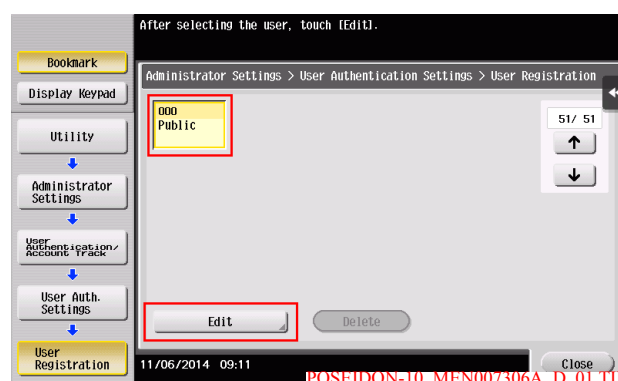 After selecting the user, touch [Edit].
Bookmark
Display Keypad
Utility
Administrator
Settings
User
Authentication/
Account Track
User Auth.
Settings
User
Registration
Administrator Settings > User Authentication Settings > User Registration
000
Public
51/ 51
Edit
Delete
11/06/2014 09:11
Close